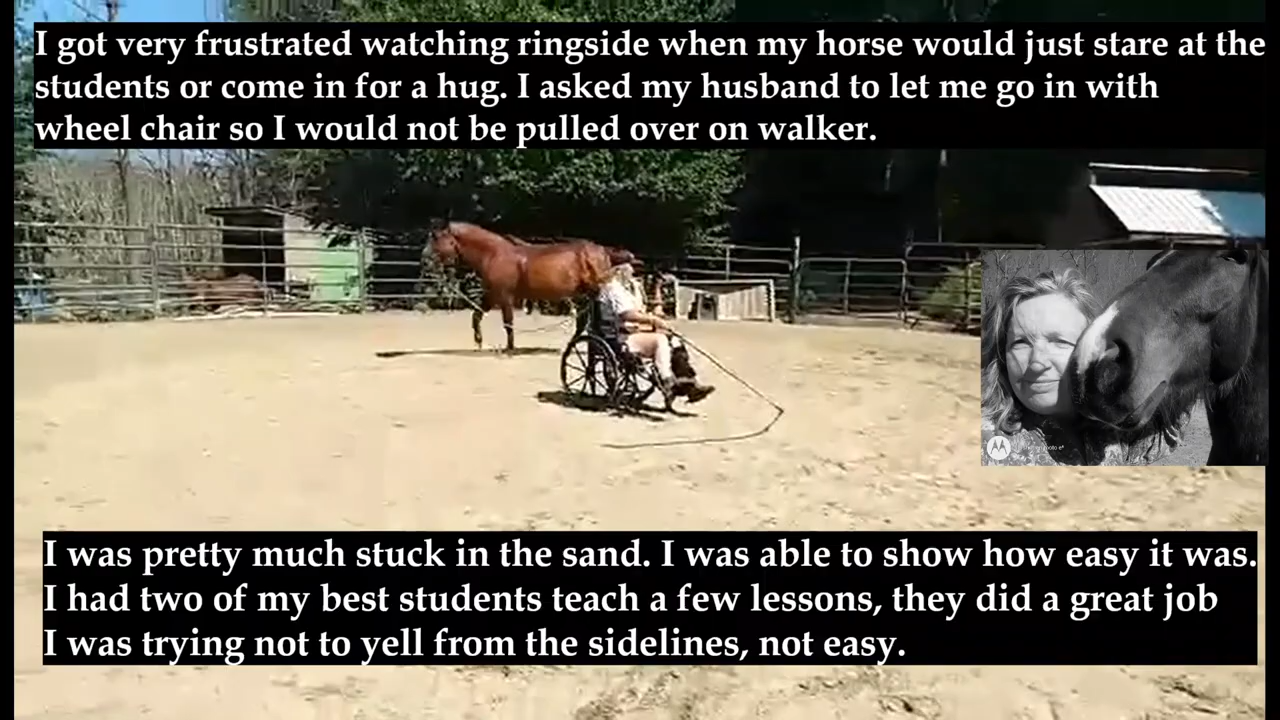 I got very frustrated watching ringside when my horse would just stare at the
students or come in for a hug. I asked my husband to let me go in with
wheel chair so I would not be pulled over on walker.
I was pretty much stuck in the sand. I was able to show how easy it was.
I had two of my best students teach a few lessons, they did a great job
I was trying not to yell from the sidelines, not easy.